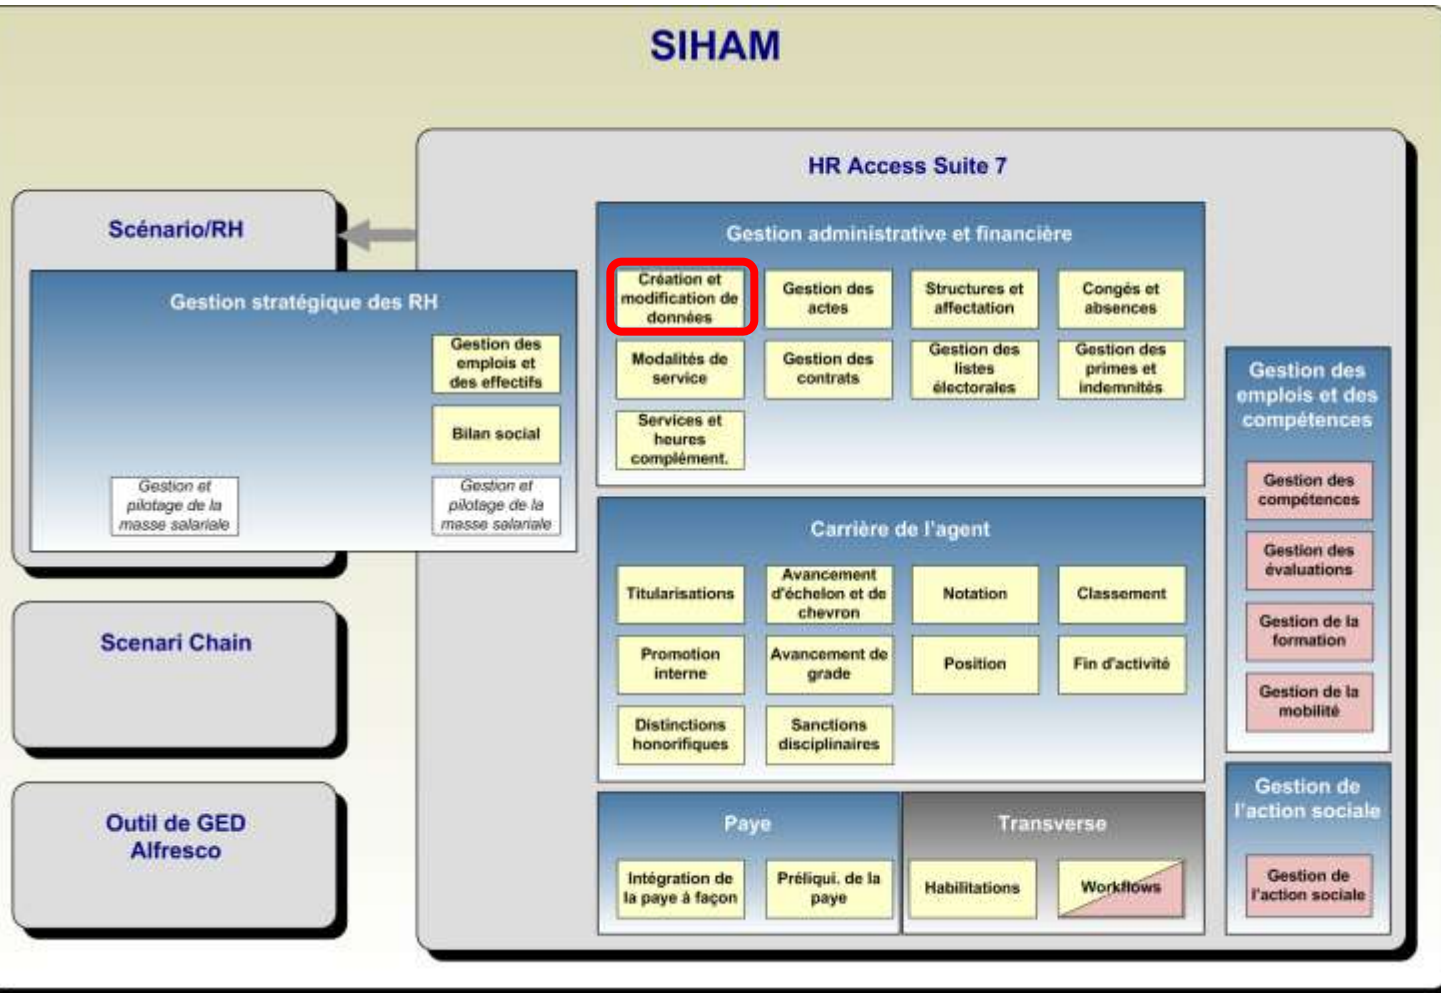 SIHAM
HR Access Suite 7
Scénario/RH
Gestion stratégique des RH
Gestion des
emplois et
des effectifs
Bilan social
Gestion et
pilotage de la
masse salariale
Gestion et
pilotage de la
masse salariale
Scenari Chain
Outil de GED
Alfresco
Gestion administrative et financière
Création et
modification de
données
Gestion des
actes
Structures et
affectation
Congés et
absences
Modalités de
service
Gestion des
contrats
Gestion des
listes
électorales
Gestion des
primes et
indemnités
Services et
heures
complément.
Carrière de l'agent
Titularisations
Avancement
d'échelon et de
chevron
Notation
Classement
Promotion
interne
Avancement de
grade
Position
Fin d'activité
Distinctions
honorifiques
Sanctions
disciplinaires
Paye
Intégration de
la paye à façon
Préliqui. de la
paye
Transverse
Habilitations
Workflows
Gestion des
emplois et des
compétences
Gestion des
compétences
Gestion des
évaluations
Gestion de la
formation
Gestion de la
mobilité
Gestion de
l'action sociale
Gestion de
l'action sociale